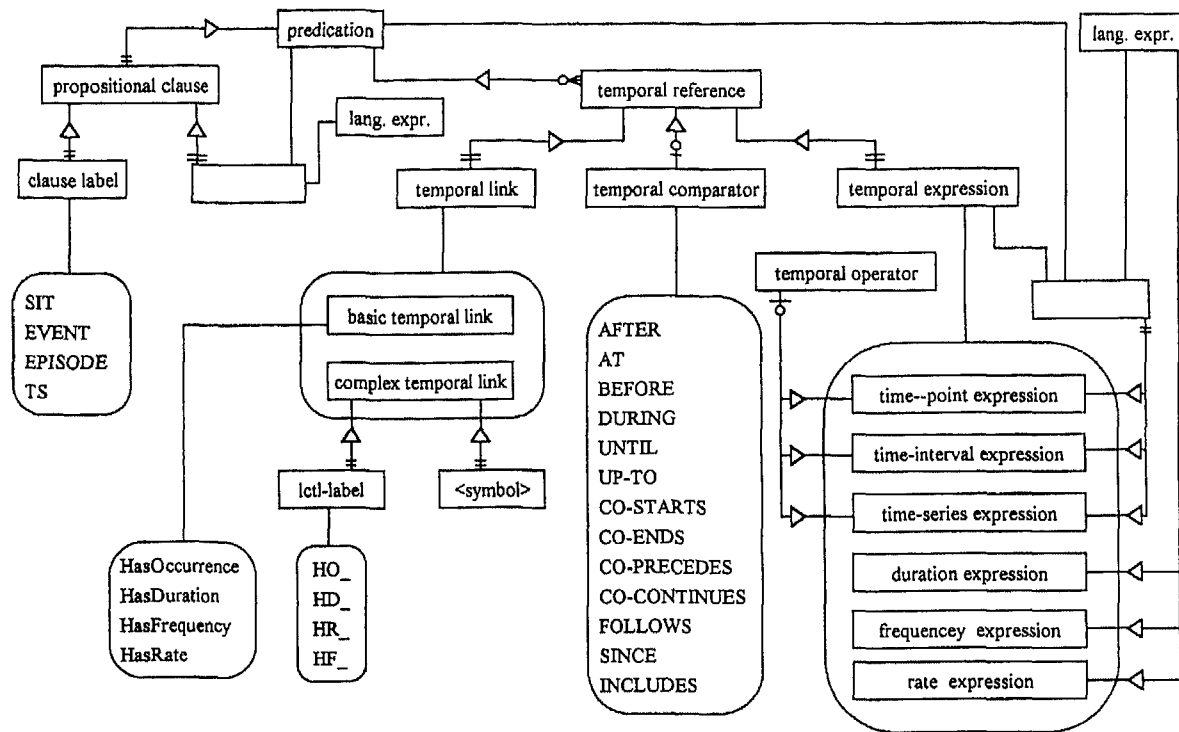 predication
lang. expr.
propositional clause
temporal reference
lang. expr.
clause label
temporal link
temporal comparator
temporal expression
temporal operator
SIT
EVENT
EPISODE
TS
basic temporal link
complex temporal link
lctl-label
<symbol>
HasOccurrence
HasDuration
HasFrequency
HasRate
HO_
HD_
HR_
HF_
AFTER
AT
BEFORE
DURING
UNTIL
UP-TO
CO-STARTS
CO-ENDS
CO-PRECEDES
CO-CONTINUES
FOLLOWS
SINCE
INCLUDES
time--point expression
time-interval expression
time-series expression
duration expression
frequencey expression
rate expression